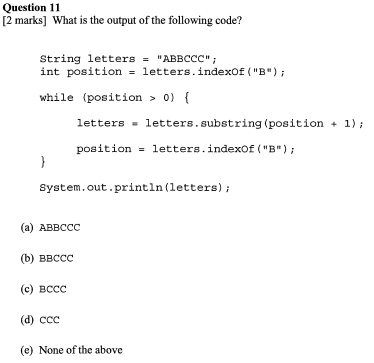 Question 11
[2 marks] What is the output of the following code?
String letters = "ABBCCC";
int position = letters.indexOf("B");
while (position > 0) {
letters = letters.substring(position + 1);
position = letters.indexOf("B");
}
System.out.println(letters);
(a) ABBCCC
(b) BBCCC
(c) BCCC
(d) CCC
(e) None of the above